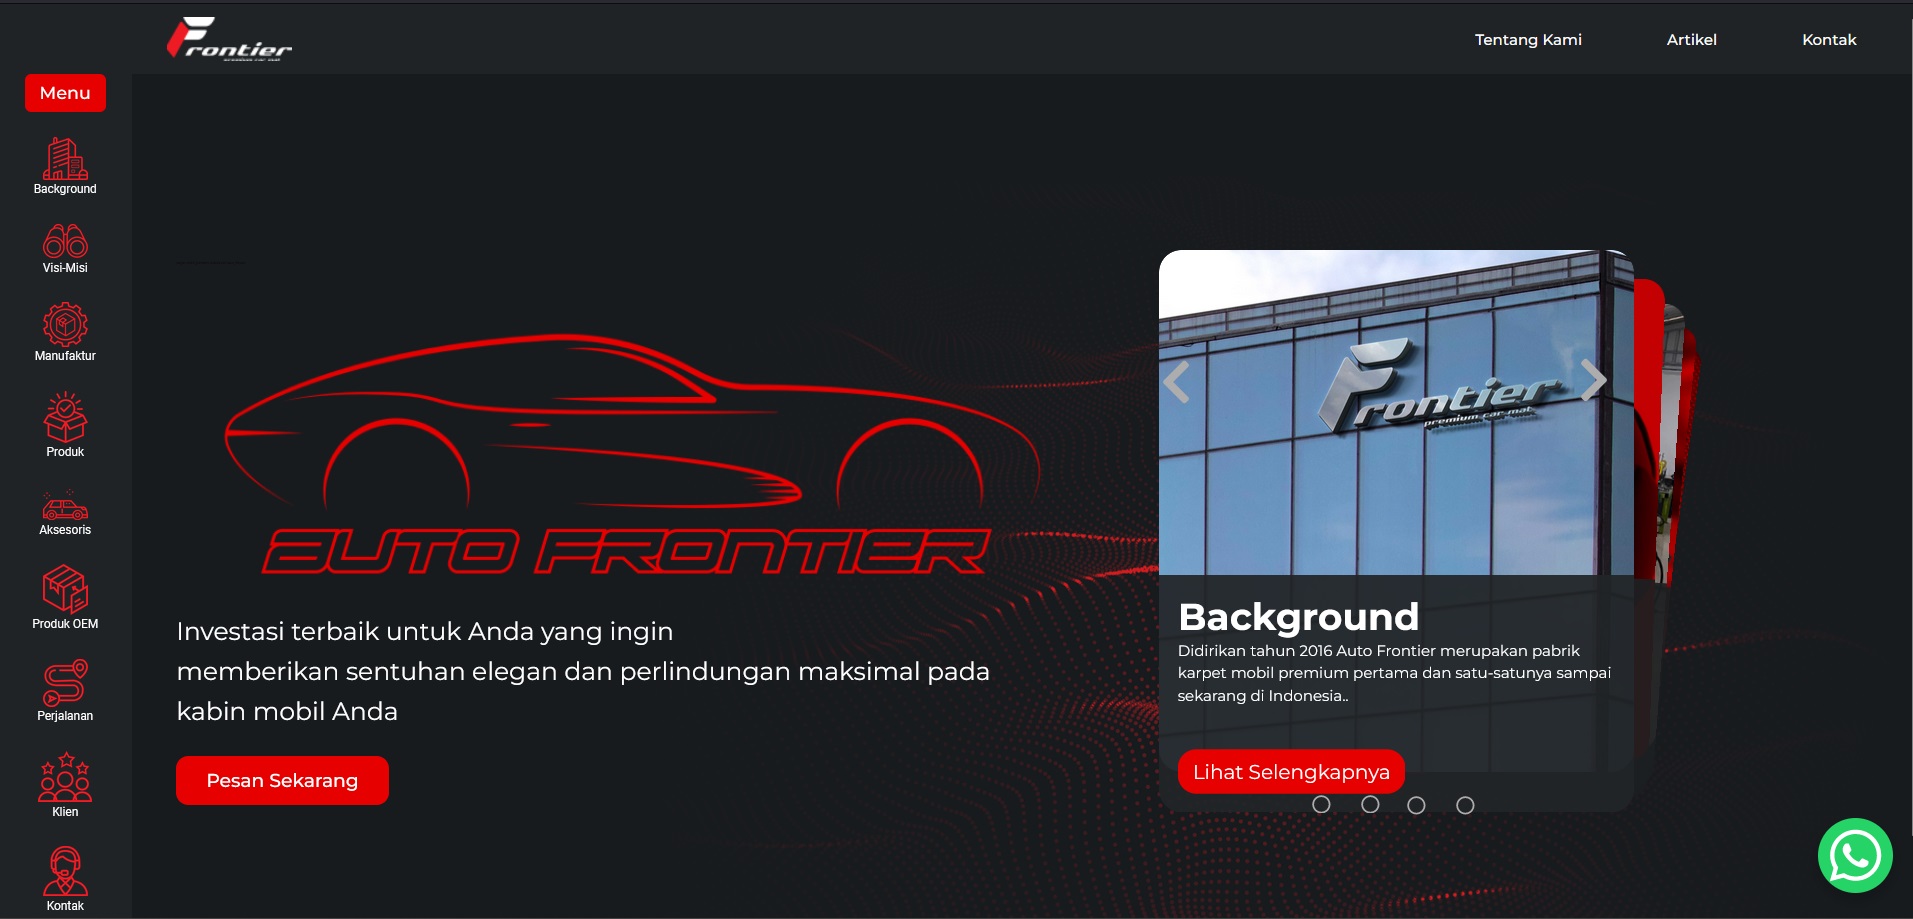 Frontier
premium car mat
Tentang Kami
Artikel
Kontak
Menu
Background
Visi-Misi
Manufaktur
Produk
Aksesoris
Produk OEM
Perjalanan
Klien
Kontak
AUTO FRONTIER
Investasi terbaik untuk Anda yang ingin
memberikan sentuhan elegan dan perlindungan maksimal pada
kabin mobil Anda
Pesan Sekarang
Frontier
premium car mat
Background
Didirikan tahun 2016 Auto Frontier merupakan pabrik
karpet mobil premium pertama dan satu-satunya sampai
sekarang di Indonesia..
Lihat Selengkapnya